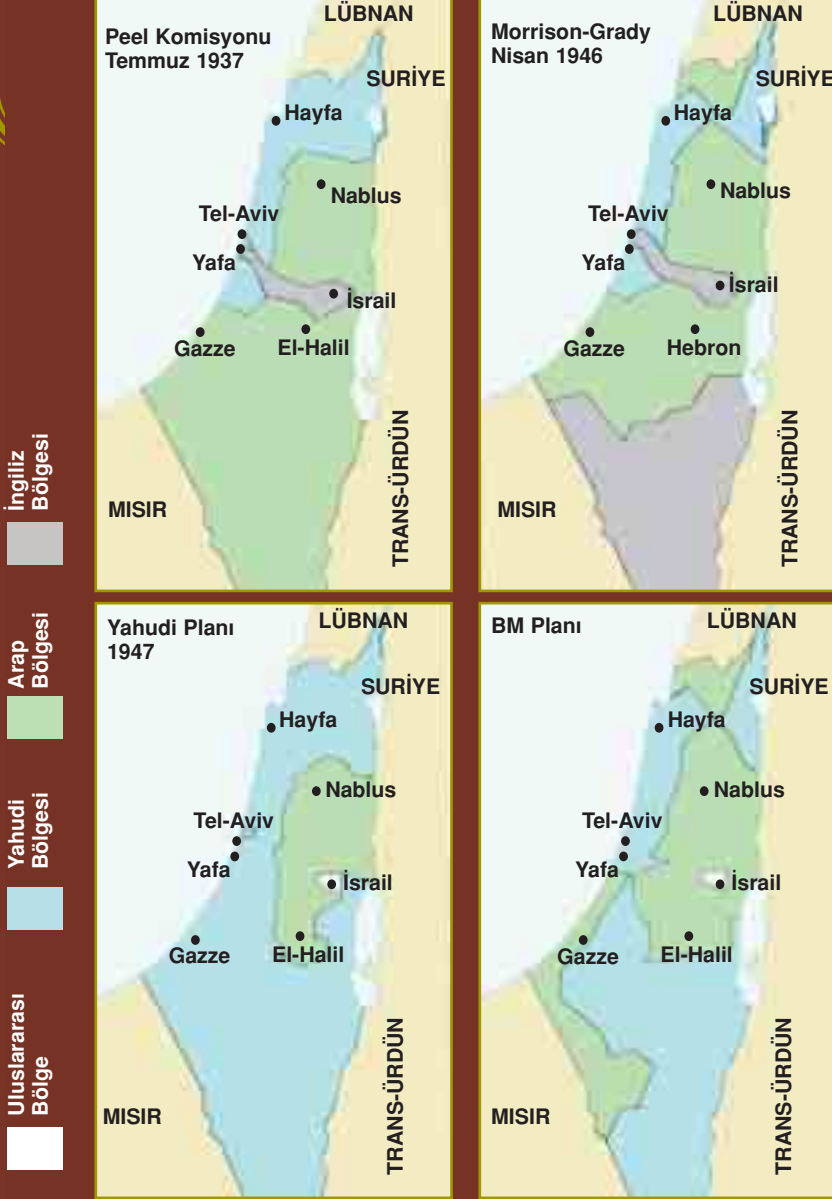 Peel Komisyonu
Temmuz 1937
LÜBNAN
SURİYE
Hayfa
Nablus
Tel-Aviv
Yafa
İsrail
Gazze
El-Halil
MISIR
TRANS-ÜRDÜN
Morrison-Grady
Nisan 1946
LÜBNAN
SURİYE
Hayfa
Nablus
Tel-Aviv
Yafa
İsrail
Gazze
Hebron
MISIR
TRANS-ÜRDÜN
Yahudi Planı
1947
LÜBNAN
SURİYE
Hayfa
Nablus
Tel-Aviv
Yafa
İsrail
Gazze
El-Halil
MISIR
TRANS-ÜRDÜN
BM Planı
LÜBNAN
SURİYE
Hayfa
Nablus
Tel-Aviv
Yafa
İsrail
Gazze
El-Halil
MISIR
TRANS-ÜRDÜN
Uluslararası
Bölge
Yahudi
Bölgesi
Arap
Bölgesi
İngiliz
Bölgesi